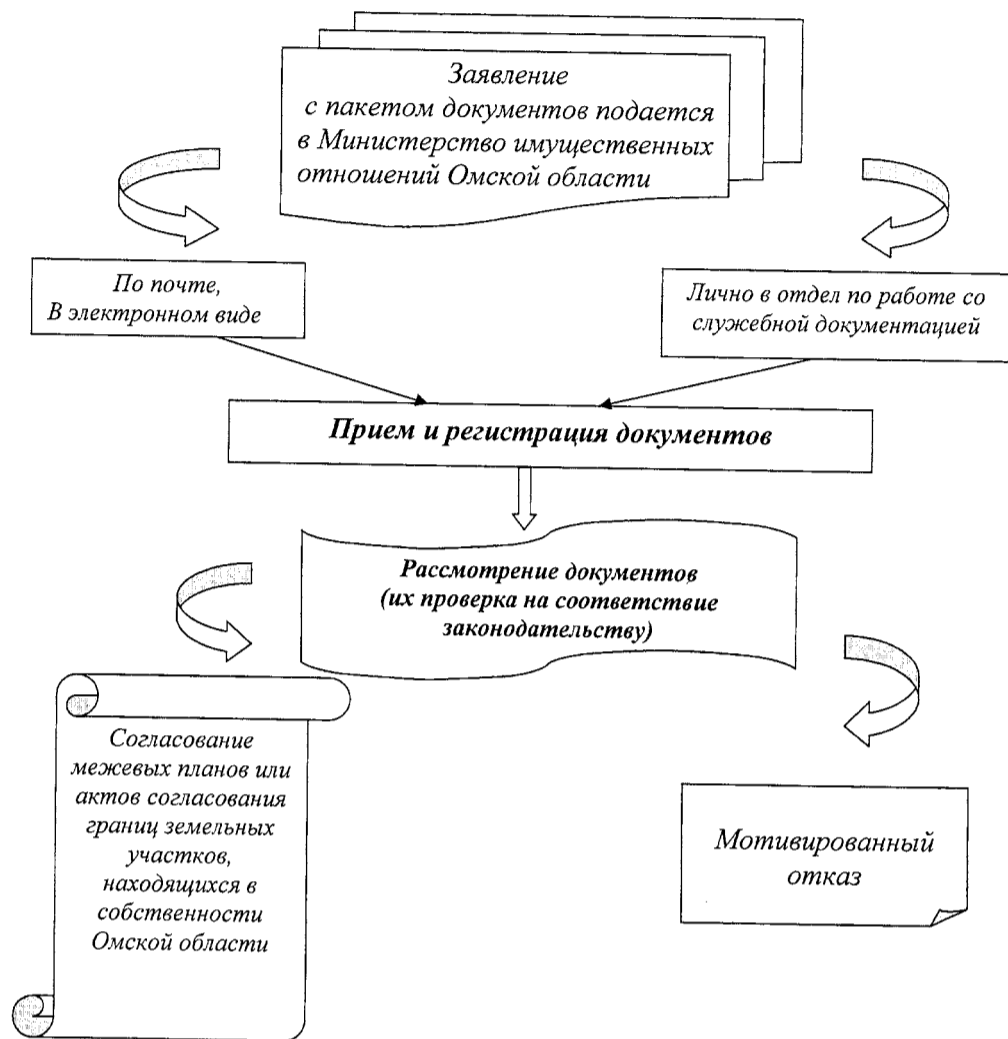 Заявление
с пакетом документов подается
в Министерство имущественных
отношений Омской области
По почте,
В электронном виде
Лично в отдел по работе со
служебной документацией
Прием и регистрация документов
Рассмотрение документов
(их проверка на соответствие
законодательству)
Согласование
межевых планов или
актов согласования
границ земельных
участков,
находящихся в
собственности
Омской области
Мотивированный
отказ